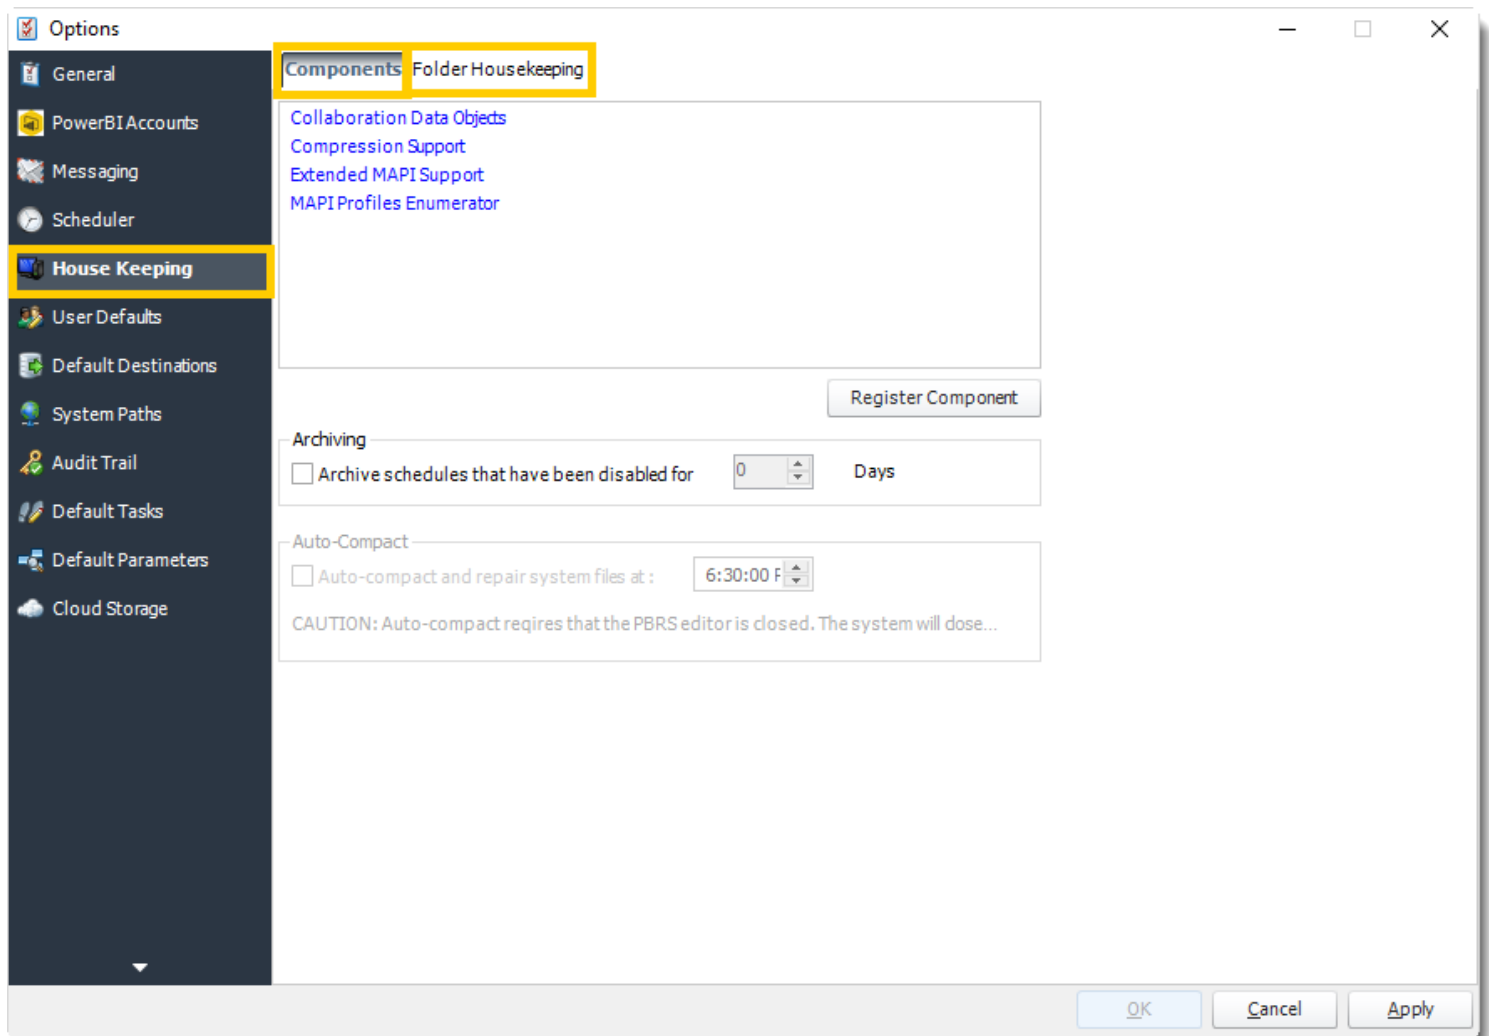 Options
General
PowerBI Accounts
Messaging
Scheduler
House Keeping
User Defaults
Default Destinations
System Paths
Audit Trail
Default Tasks
Default Parameters
Cloud Storage
Components Folder Housekeeping
Collaboration Data Objects
Compression Support
Extended MAPI Support
MAPI Profiles Enumerator
Register Component
Archiving
Archive schedules that have been disabled for 0 Days
Auto-Compact
Auto-compact and repair system files at : 6:30:00 F
CAUTION: Auto-compact reqires that the PBRS editor is closed. The system will close...
OK Cancel Apply